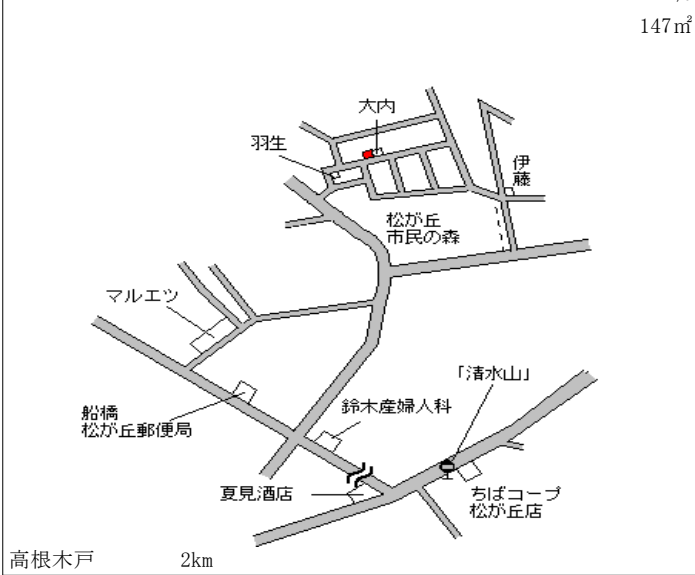 147㎡
大内
羽生
伊藤
松が丘
市民の森
マルエツ
「清水山」
船橋
松が丘郵便局
鈴木産婦人科
夏見酒店
ちばコープ
松が丘店
高根木戸 2km